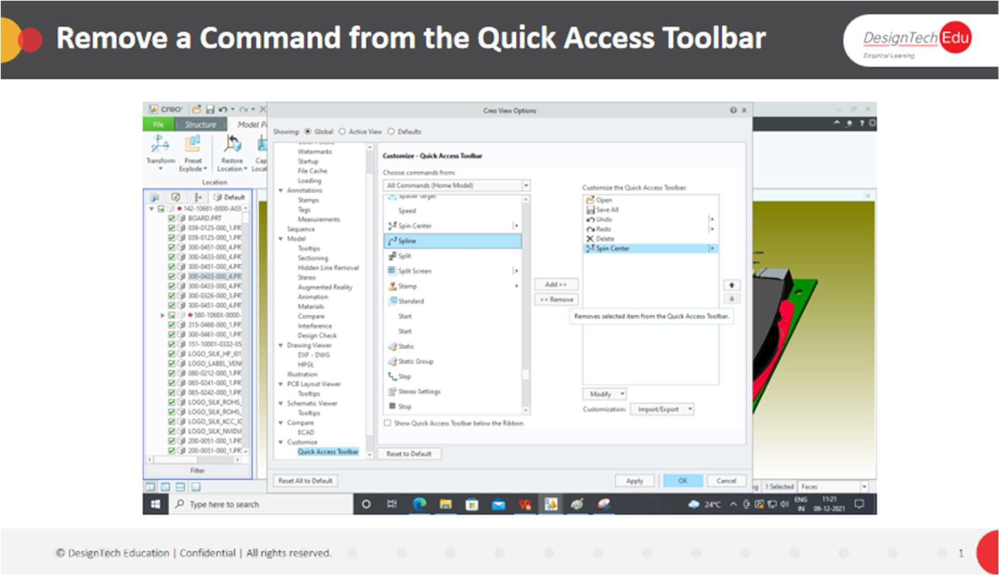 Remove a Command from the Quick Access Toolbar
DesignTech Edu
Empirical Learning
creo
Creo View Options
File
Structure
Model
Showing: Global Active View Defaults
Transform
Preset
Explode
Restore
Location
Location
Default
142-10681-0000-A03
BOARD.PRT
039-0125-000_1.PR
039-0125-000_1.PR
300-0451-000_4.PR
300-0433-000_4.PR
300-0451-000_4.PR
300-0433-000_4.PR
300-0433-000_4.PR
300-0326-000_3.PR
300-0451-000_4.PR
580-1068X-0000-
315-0468-000_1.PR
300-0461-000_1.PR
151-10001-0332-05
LOGO_SILK_HF_I01
LOGO_LABEL_VEN
080-0212-000_1.PR
065-0241-000_1.PR
065-0242-000_1.PR
LOGO_SILK_ROHS_
LOGO_SILK_ROHS_
LOGO_SILK_KCC_IC
LOGO_SILK_NVIDIA
200-0051-000_1.PR
200-0051-000_1.PR
Filter
Watermarks
Startup
File Cache
Loading
Annotations
Stamps
Tags
Measurements
Sequence
Model
Tooltips
Sectioning
Hidden Line Removal
Stereo
Augmented Reality
Animation
Materials
Compare
Interference
Design Check
Drawing Viewer
DXF - DWG
HPGL
Illustration
PCB Layout Viewer
Tooltips
Schematic Viewer
Tooltips
Compare
ECAD
Customize
Quick Access Toolbar
Customize - Quick Access Toolbar
Choose commands from:
All Commands (Home Model)
Spatial Target
Speed
Spin Center
Spline
Split
Split Screen
Stamp
Standard
Start
Start
Static
Static Group
Step
Stereo Settings
Stop
Show Quick Access Toolbar below the Ribbon
Add >>
<< Remove
Customize the Quick Access Toolbar:
Open
Save All
Undo
Redo
Delete
Spin Center
Removes selected item from the Quick Access Toolbar.
Modify
Customization: Import/Export
Reset to Default
Reset All to Default
Apply
OK
Cancel
1 Selected
Faces
Type here to search
24°C
ENG
IN
11:21
09-12-2021
© DesignTech Education | Confidential | All rights reserved.
1